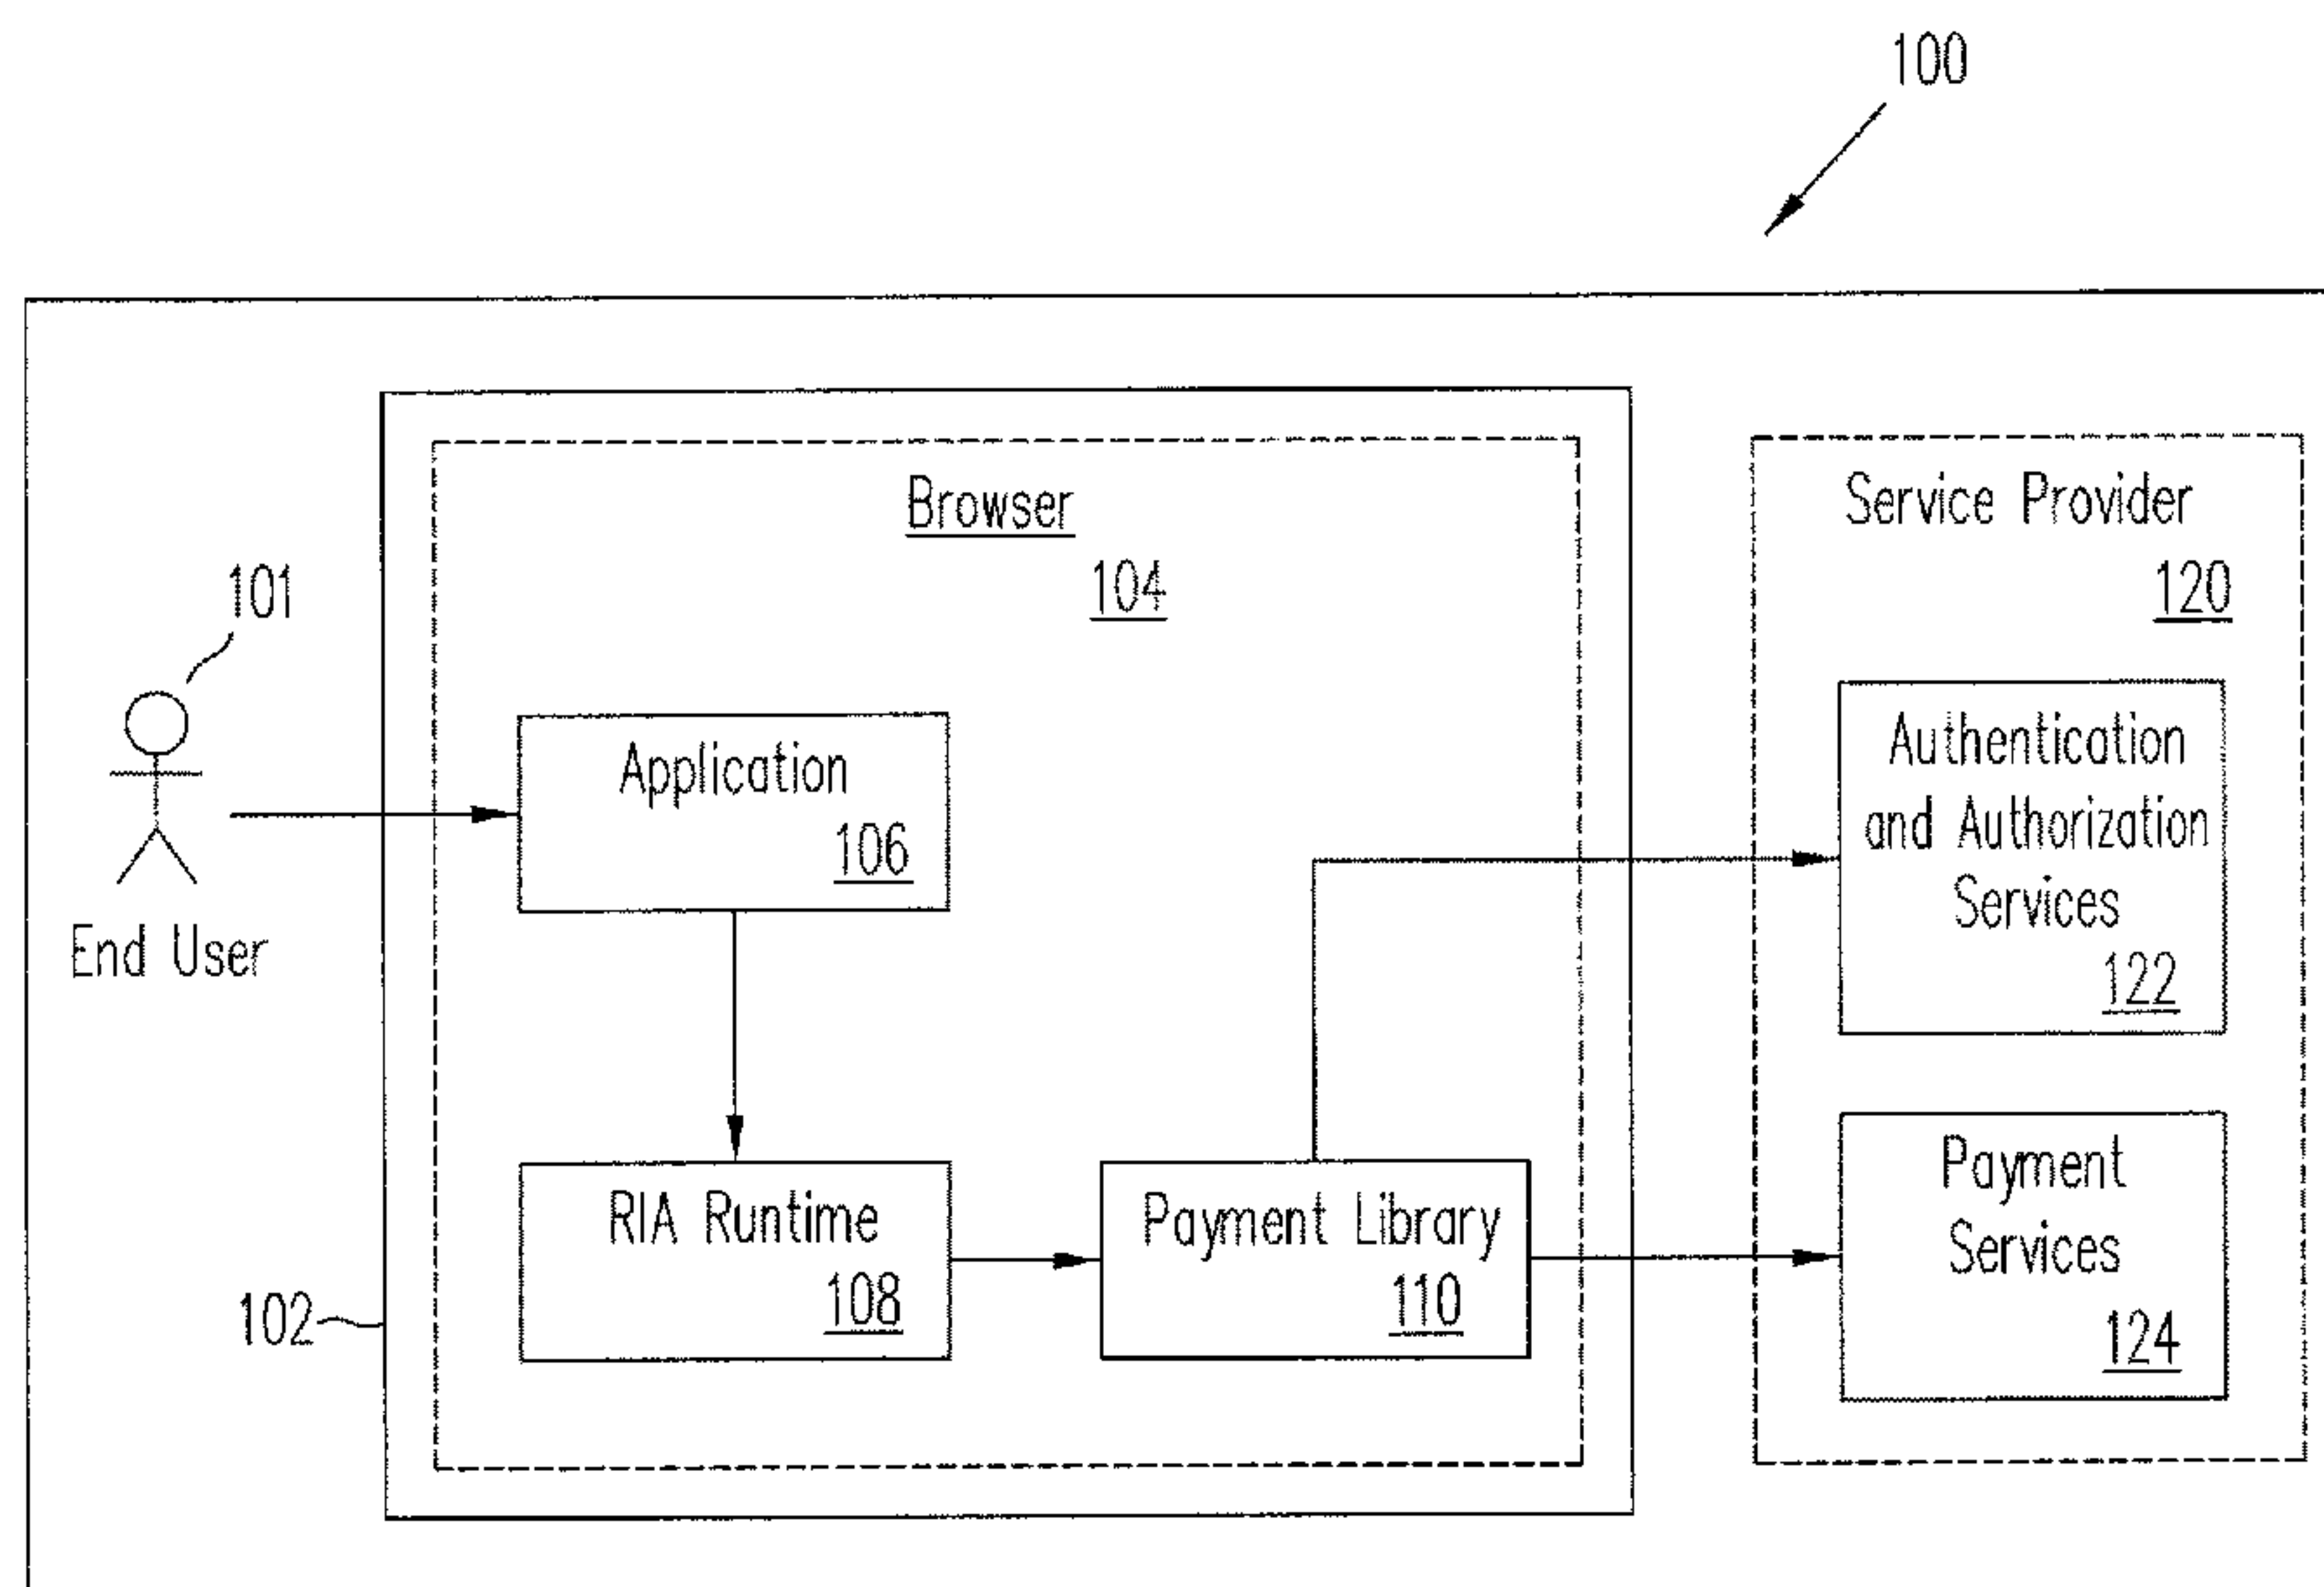 100
Browser
104
Service Provider
120
101
End User
Application
106
Authentication
and Authorization
Services
122
RIA Runtime
108
Payment Library
110
Payment
Services
124
102